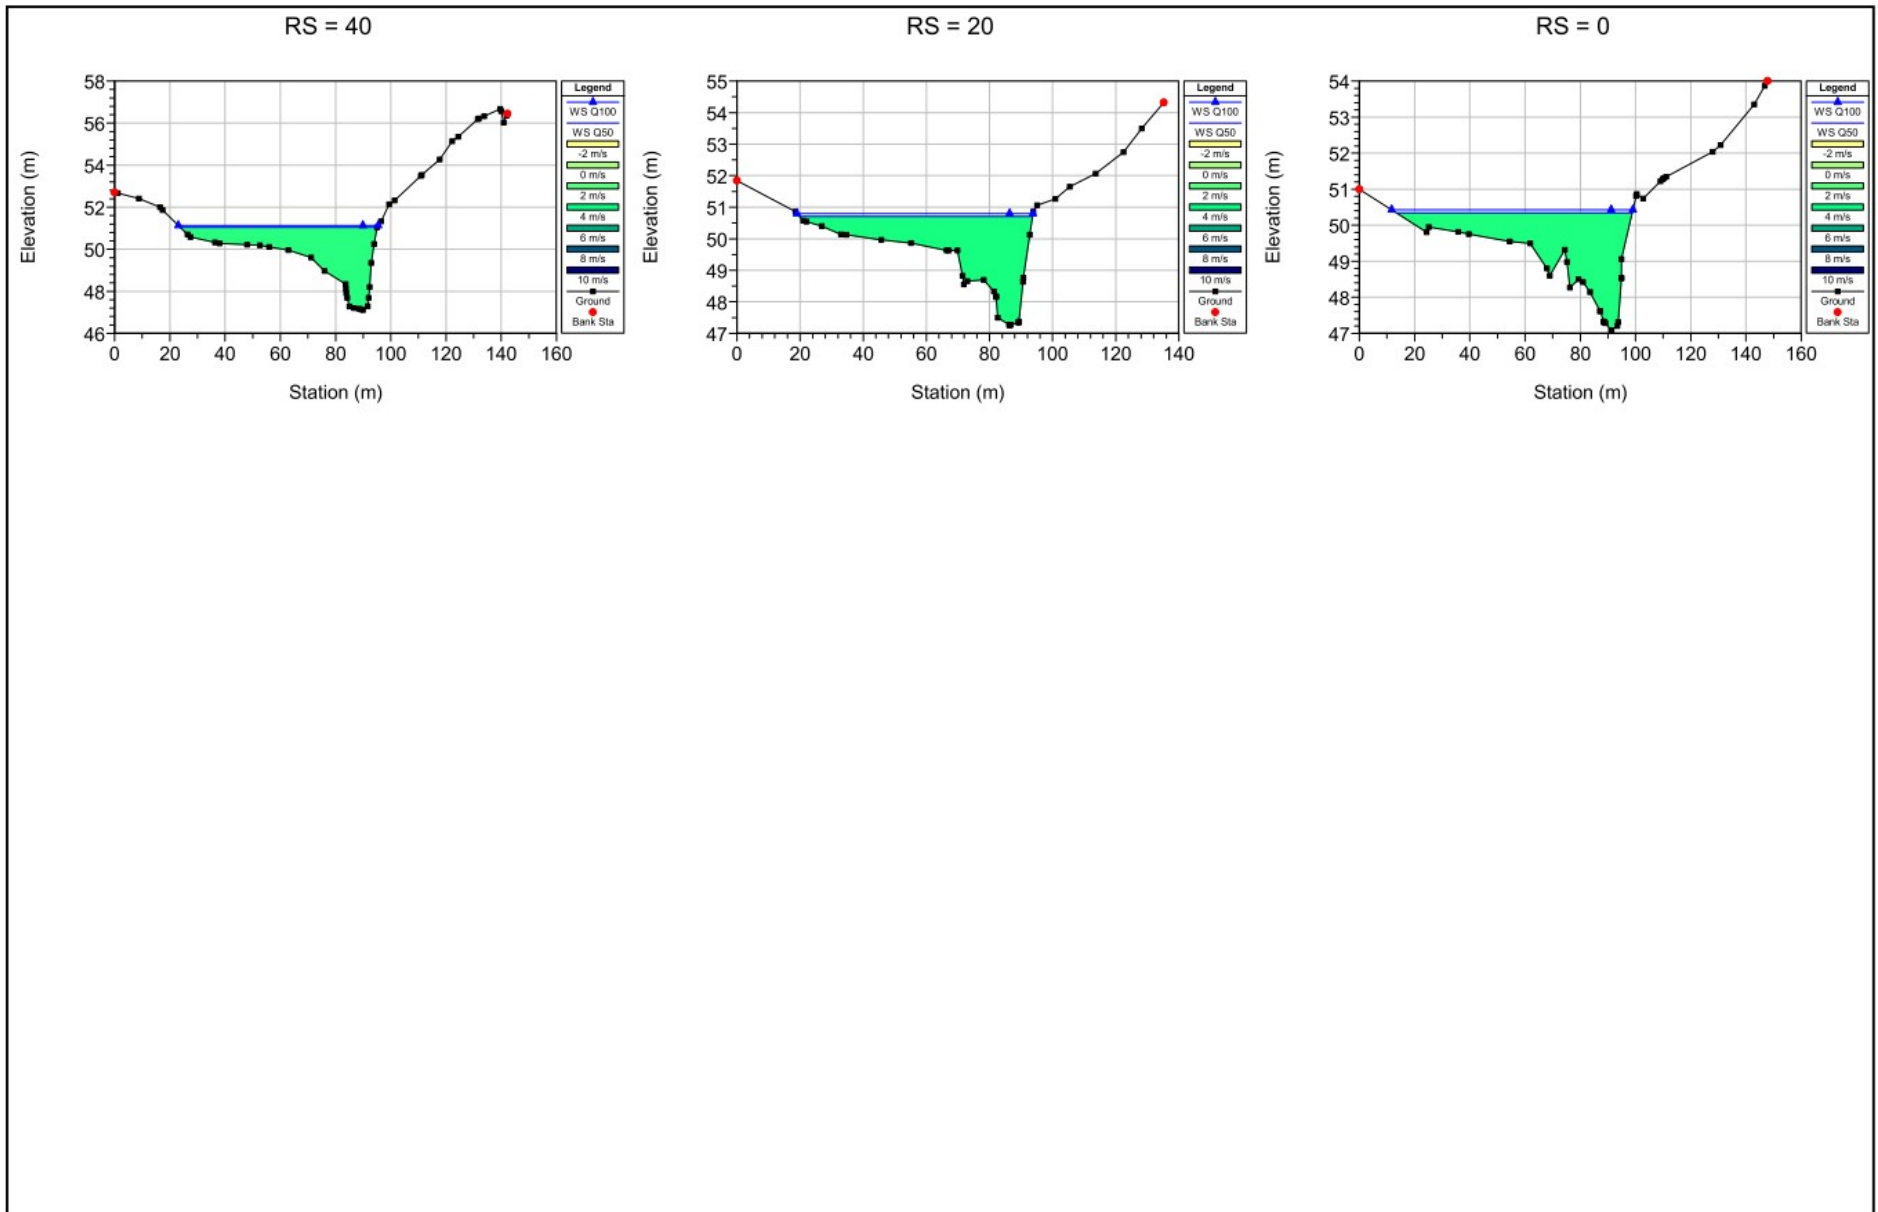 RS = 40
58
56
54
52
50
48
46
Elevation (m)
0 20 40 60 80 100 120 140 160
Station (m)
Legend
WS Q100
WS Q50
-2 m/s
0 m/s
2 m/s
4 m/s
6 m/s
8 m/s
10 m/s
Ground
Bank Sta
RS = 20
55
54
53
52
51
50
49
48
47
Elevation (m)
0 20 40 60 80 100 120 140
Station (m)
Legend
WS Q100
WS Q50
-2 m/s
0 m/s
2 m/s
4 m/s
6 m/s
8 m/s
10 m/s
Ground
Bank Sta
RS = 0
54
53
52
51
50
49
48
47
Elevation (m)
0 20 40 60 80 100 120 140 160
Station (m)
Legend
WS Q100
WS Q50
-2 m/s
0 m/s
2 m/s
4 m/s
6 m/s
8 m/s
10 m/s
Ground
Bank Sta